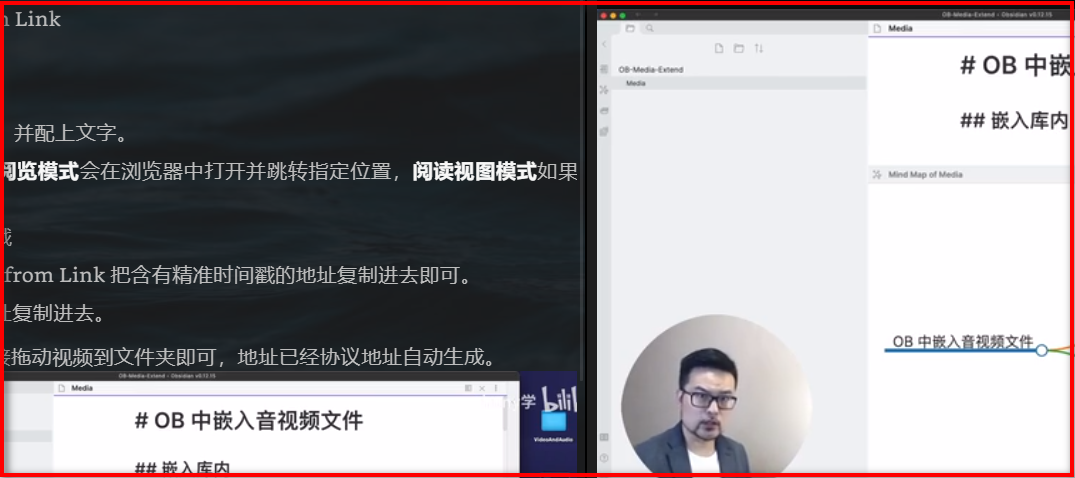 Link
并配上文字。
阅览模式会在浏览器中打开并跳转指定位置，阅读视图模式如果
from Link 把含有精准时间戳的地址复制进去即可。
复制进去。
拖动视频到文件夹即可，地址已经协议地址自动生成。
OB-Media-Extend - Obsidian v0.12.15
Media
# OB 中嵌入音视频文件
## 嵌入库内
学 bili
VideoAndAudio
OB-Media-Extend - Obsidian v0.12.15
OB-Media-Extend
Media
Media
# OB 中嵌
## 嵌入库内
Mind Map of Media
OB 中嵌入音视频文件